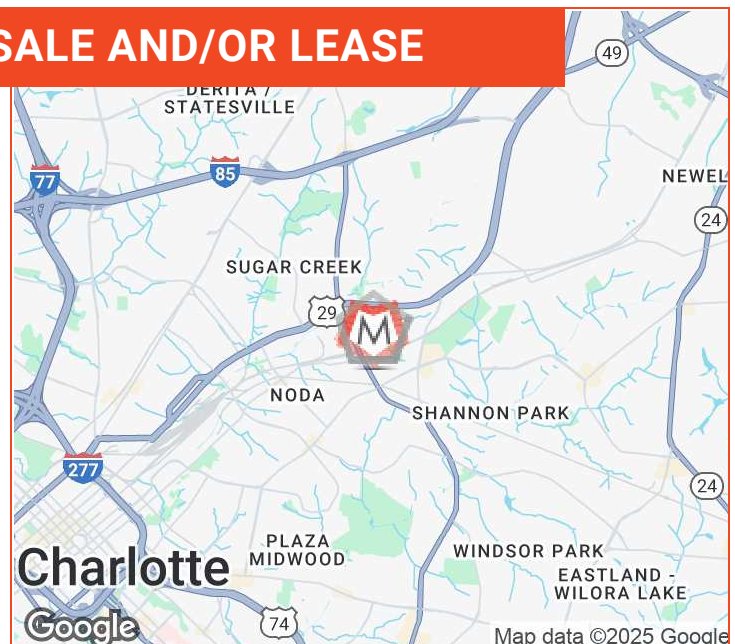 SALE AND/OR LEASE
49
DERITA /
STATESVILLE
77
85
NEWEL
24
SUGAR CREEK
29
M
NODA
SHANNON PARK
277
24
PLAZA
MIDWOOD
WINDSOR PARK
EASTLAND -
WILORA LAKE
Charlotte
Google
74
Map data ©2025 Google